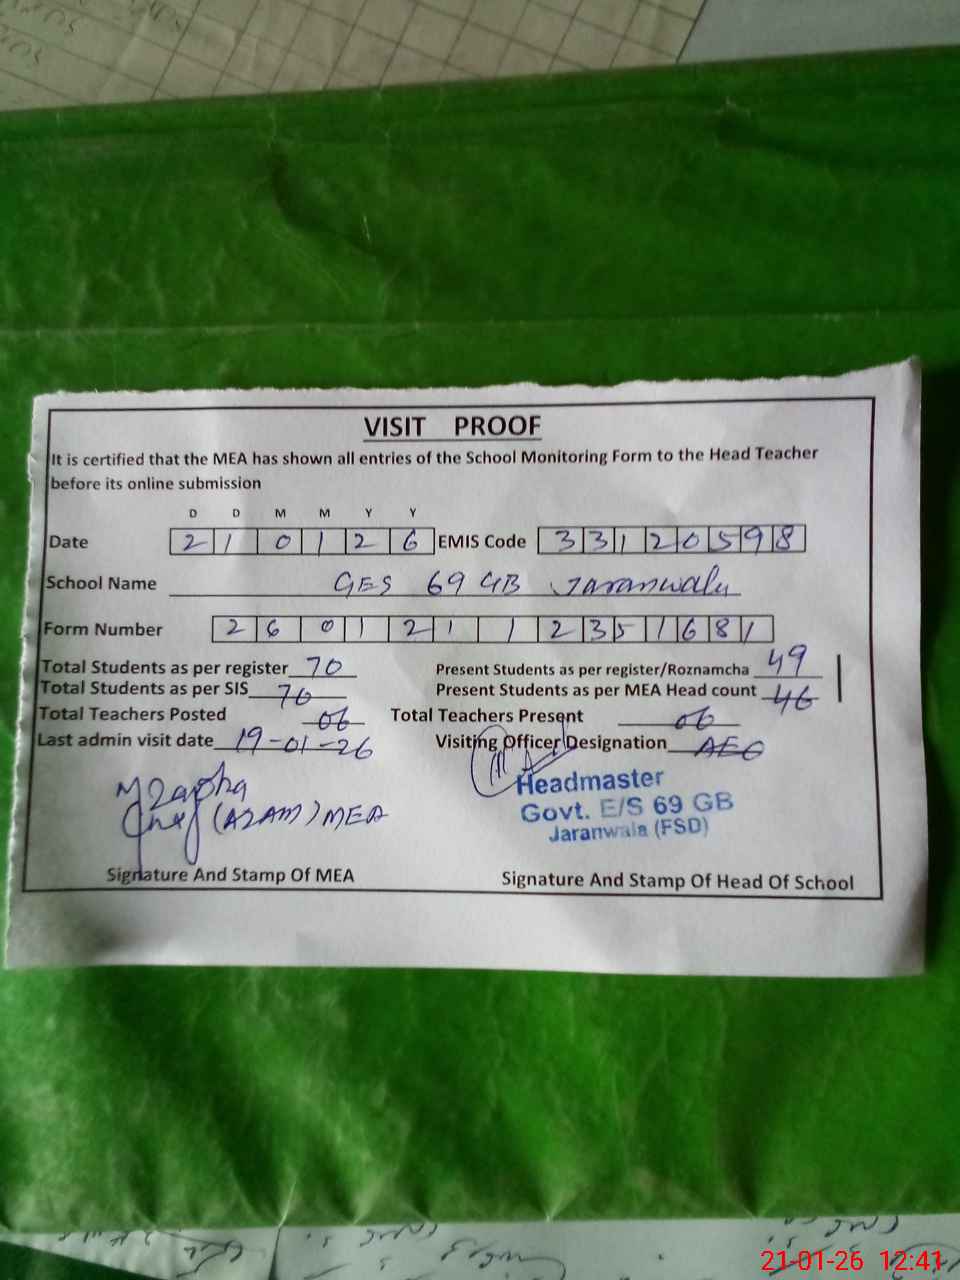 VISIT PROOF
It is certified that the MEA has shown all entries of the School Monitoring Form to the Head Teacher
before its online submission
D D M M Y Y
Date 2 1 0 1 2 6 EMIS Code 3 3 1 2 0 5 9 8
School Name GES 69 GB Jaranwala
Form Number 2 6 0 1 2 1 1 2 3 5 1 6 8 1
Total Students as per register 70 Present Students as per register/Roznamcha 49
Total Students as per SIS 70 Present Students as per MEA Head count 46
Total Teachers Posted 06 Total Teachers Present 06
Last admin visit date 19-01-26 Visiting Officer Designation AEO
(AZAM) MEA
Headmaster
Govt. E/S 69 GB
Jaranwala (FSD)
Signature And Stamp Of MEA Signature And Stamp Of Head Of School
21-01-26 12:41